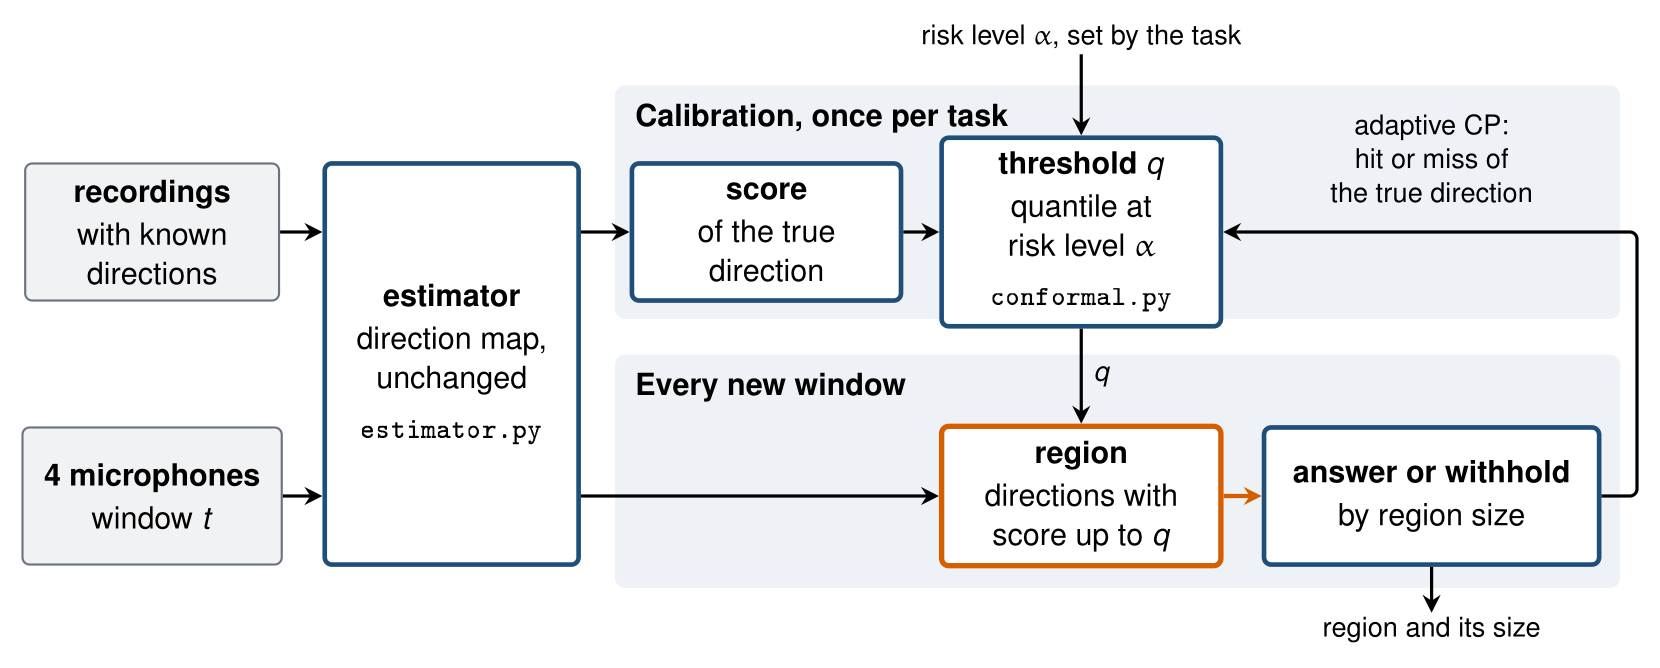 risk level α, set by the task
Calibration, once per task
adaptive CP:
hit or miss of
the true direction
recordings
with known
directions
score
of the true
direction
threshold q
quantile at
risk level α
conformal.py
estimator
direction map,
unchanged
estimator.py
Every new window
q
4 microphones
window t
region
directions with
score up to q
answer or withhold
by region size
region and its size